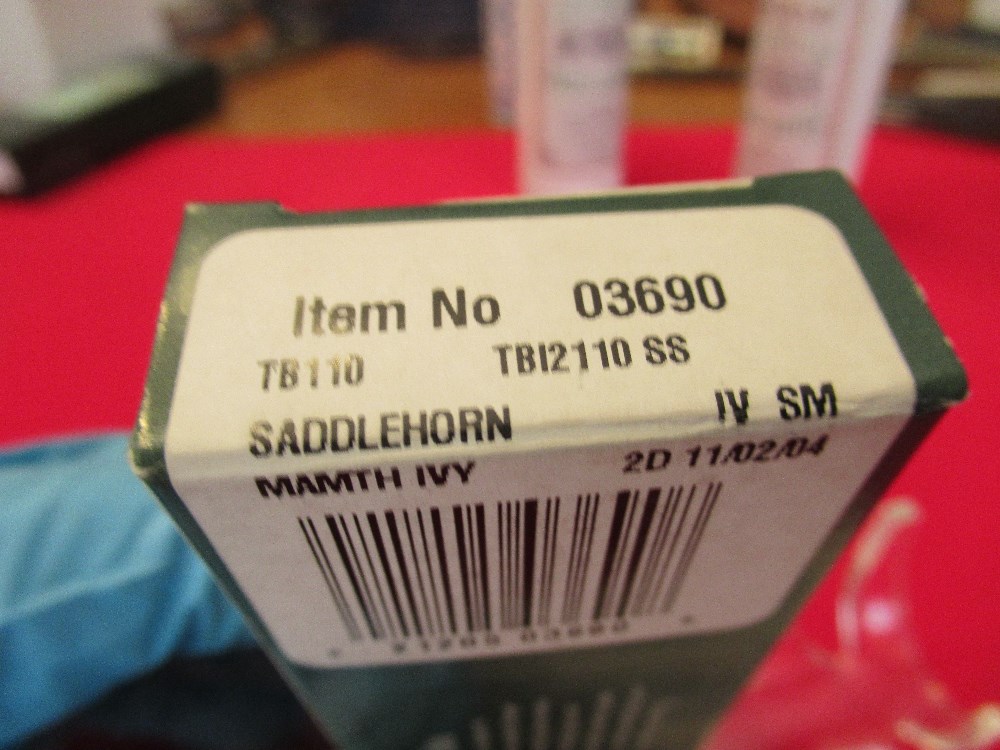 Item No 03690
TB110 TBI2110 SS
SADDLEHORN IV SM
MAMTH IVY 2D 11/02/04